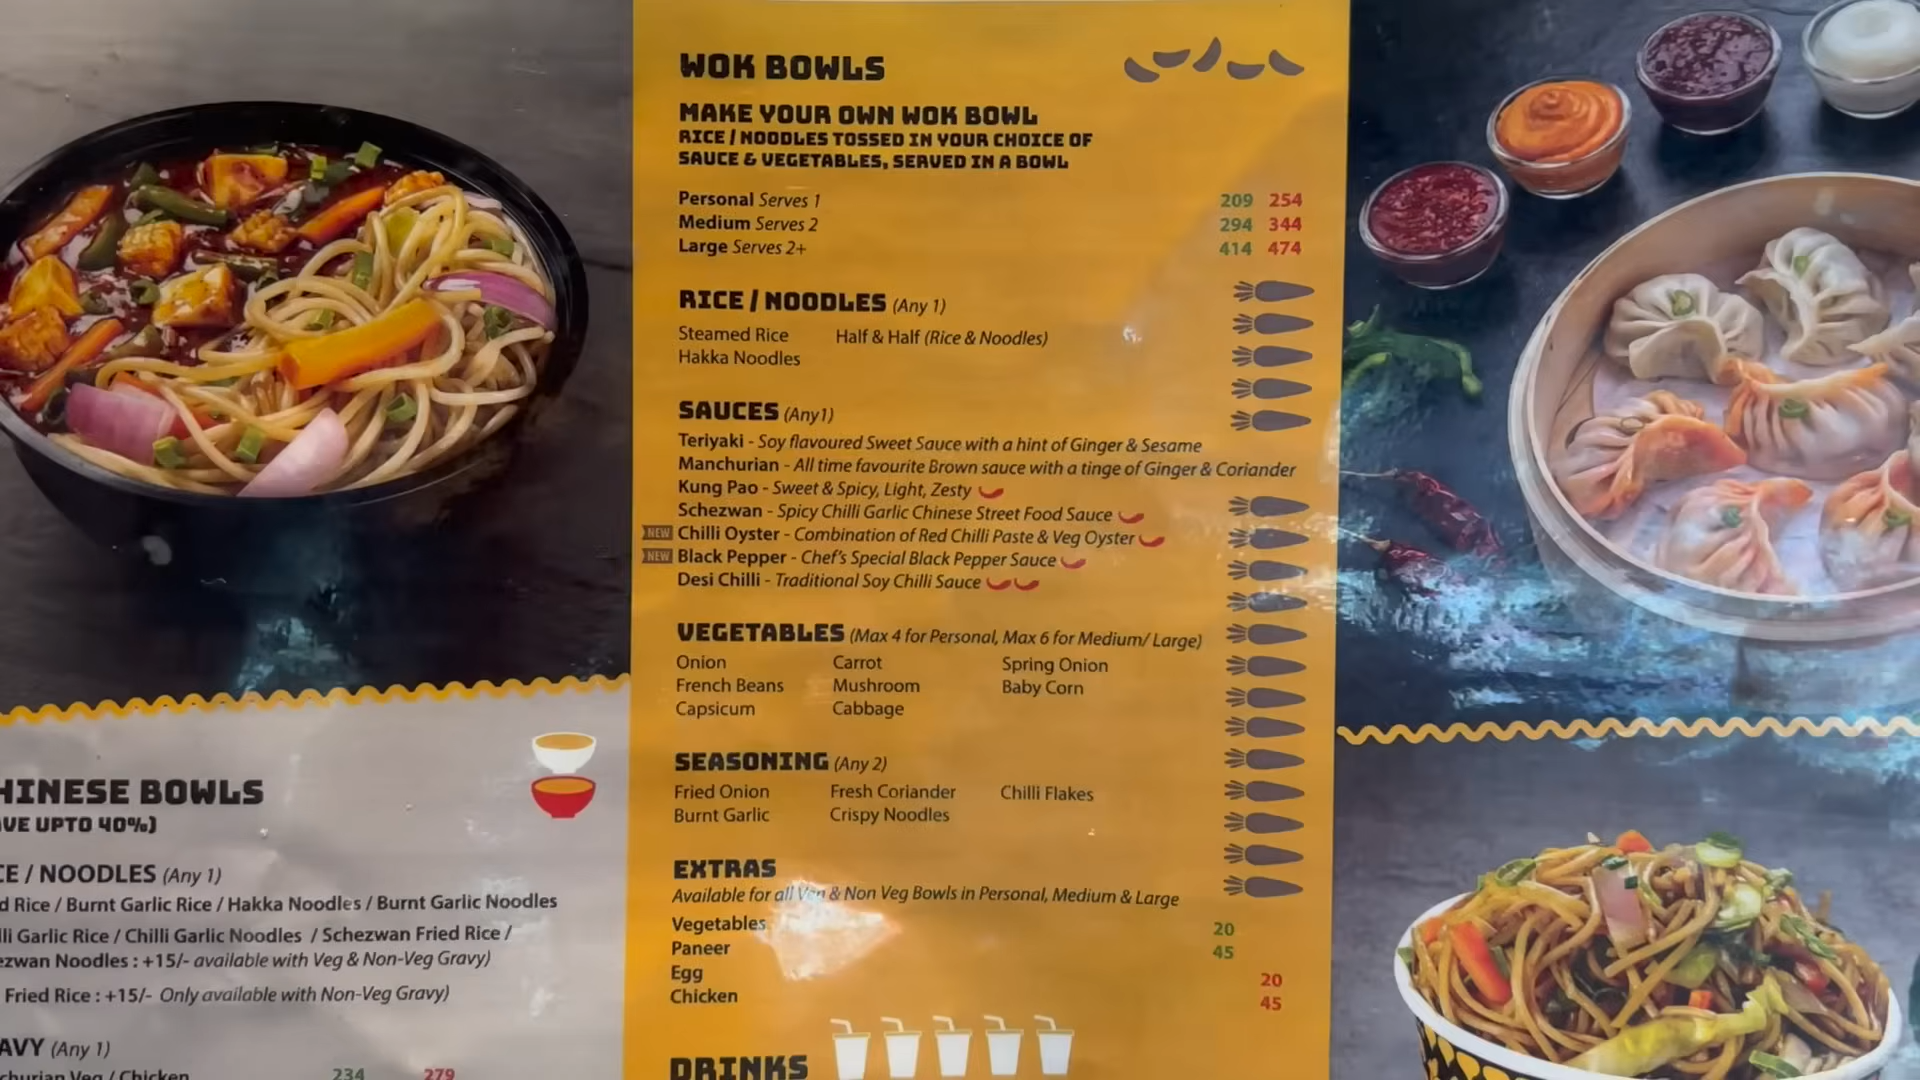 WOK BOWLS
MAKE YOUR OWN WOK BOWL
RICE / NOODLES TOSSED IN YOUR CHOICE OF
SAUCE & VEGETABLES, SERVED IN A BOWL
Personal Serves 1 209 254
Medium Serves 2 294 344
Large Serves 2+ 414 474
RICE / NOODLES (Any 1)
Steamed Rice Half & Half (Rice & Noodles)
Hakka Noodles
SAUCES (Any1)
Teriyaki - Soy flavoured Sweet Sauce with a hint of Ginger & Sesame
Manchurian - All time favourite Brown sauce with a tinge of Ginger & Coriander
Kung Pao - Sweet & Spicy, Light, Zesty
Schezwan - Spicy Chilli Garlic Chinese Street Food Sauce
NEW Chilli Oyster - Combination of Red Chilli Paste & Veg Oyster
NEW Black Pepper - Chef's Special Black Pepper Sauce
Desi Chilli - Traditional Soy Chilli Sauce
VEGETABLES (Max 4 for Personal, Max 6 for Medium/ Large)
Onion Carrot Spring Onion
French Beans Mushroom Baby Corn
Capsicum Cabbage
SEASONING (Any 2)
Fried Onion Fresh Coriander Chilli Flakes
Burnt Garlic Crispy Noodles
EXTRAS
Available for all Veg & Non Veg Bowls in Personal, Medium & Large
Vegetables 20
Paneer 45
Egg 20
Chicken 45
DRINKS
HINESE BOWLS
AVE UPTO 40%)
CE / NOODLES (Any 1)
d Rice / Burnt Garlic Rice / Hakka Noodles / Burnt Garlic Noodles
lli Garlic Rice / Chilli Garlic Noodles / Schezwan Fried Rice /
ezwan Noodles : +15/- available with Veg & Non-Veg Gravy)
Fried Rice : +15/- Only available with Non-Veg Gravy)
AVY (Any 1)
churian Veg / Chicken 234 279